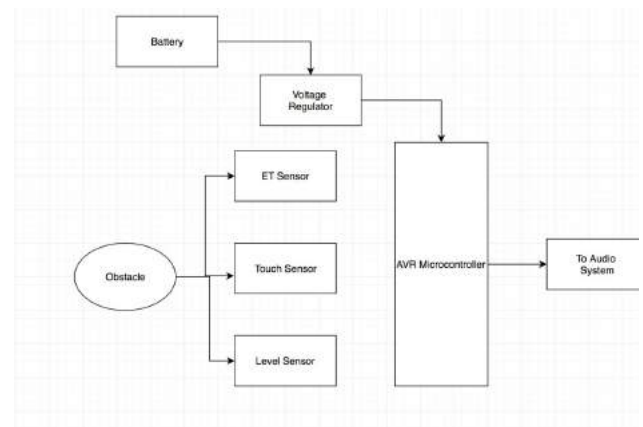 Battery
Voltage
Regulator
ET Sensor
Obstacle
Touch Sensor
AVR Microcontroller
To Audio
System
Level Sensor